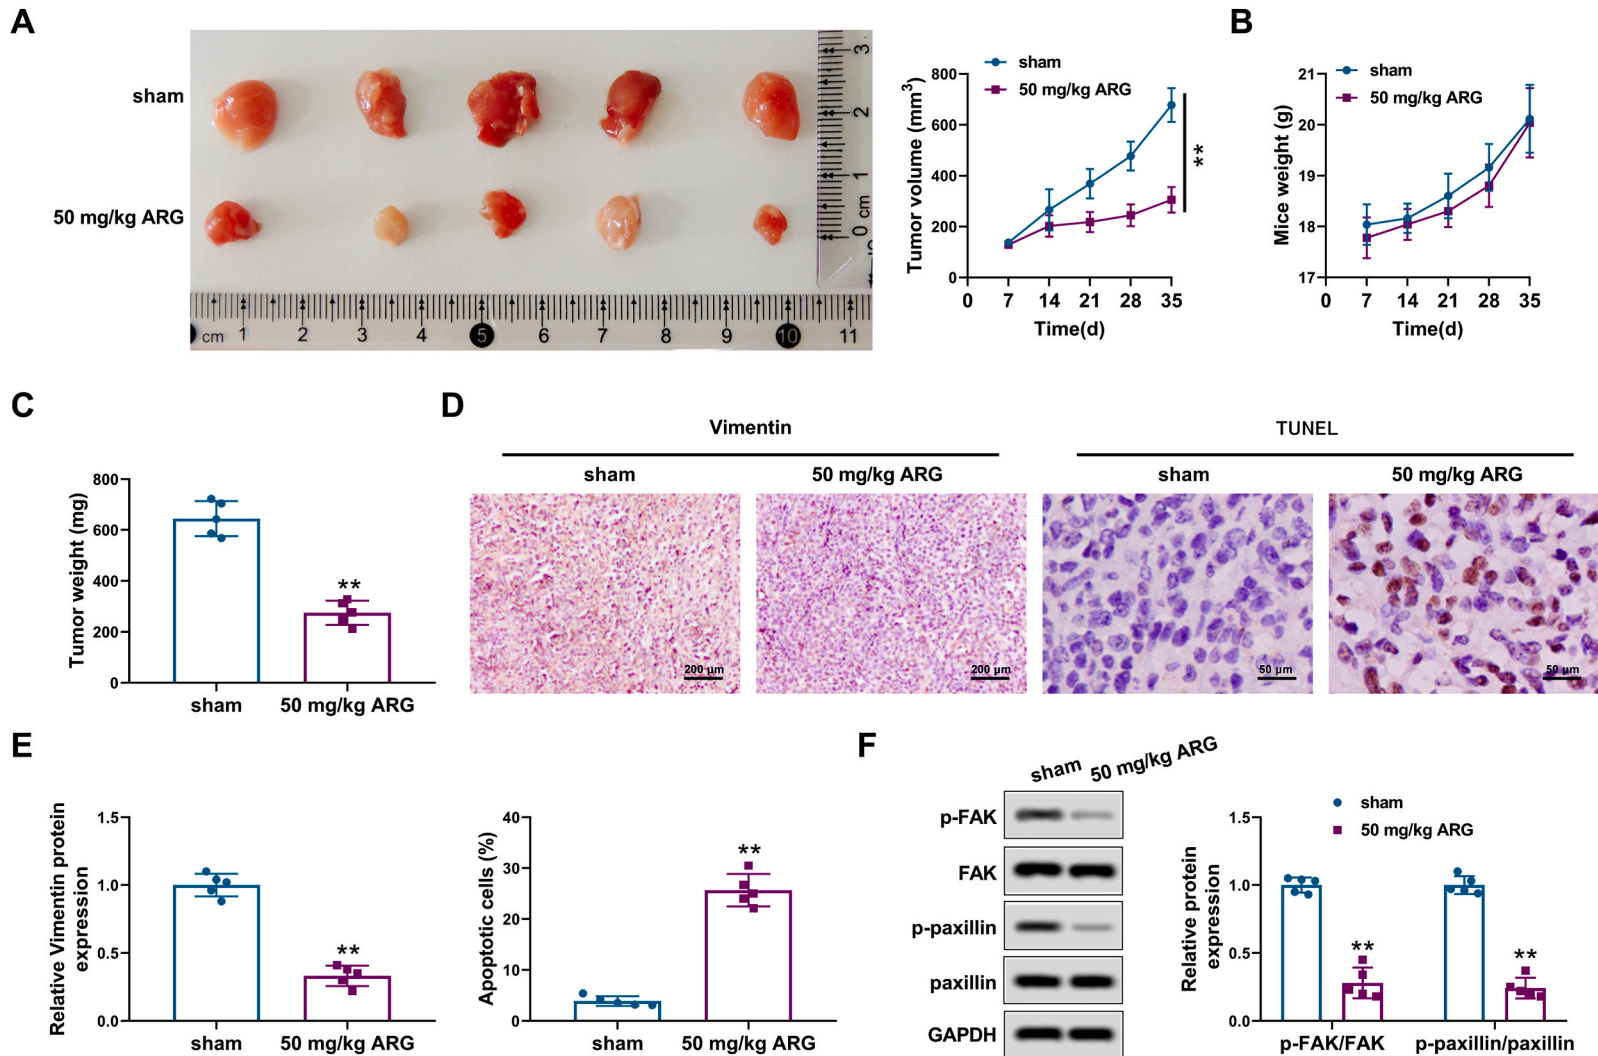 A
sham
50 mg/kg ARG
cm 1 2 3 4 5 6 7 8 9 10 11
0 cm 1 2 3
sham
50 mg/kg ARG
Tumor volume (mm3)
800
600
400
200
0
**
0 7 14 21 28 35
Time(d)
B
sham
50 mg/kg ARG
Mice weight (g)
21
20
19
18
17
0 7 14 21 28 35
Time(d)
C
Tumor weight (mg)
800
600
400
200
0
**
sham 50 mg/kg ARG
D
Vimentin TUNEL
sham 50 mg/kg ARG sham 50 mg/kg ARG
200 μm 200 μm 50 μm 50 μm
E
Relative Vimentin protein
expression
1.5
1.0
0.5
0.0
**
sham 50 mg/kg ARG
Apoptotic cells (%)
40
30
20
10
0
**
sham 50 mg/kg ARG
F
sham 50 mg/kg ARG
p-FAK
FAK
p-paxillin
paxillin
GAPDH
sham
50 mg/kg ARG
Relative protein
expression
1.5
1.0
0.5
0.0
** **
p-FAK/FAK p-paxillin/paxillin